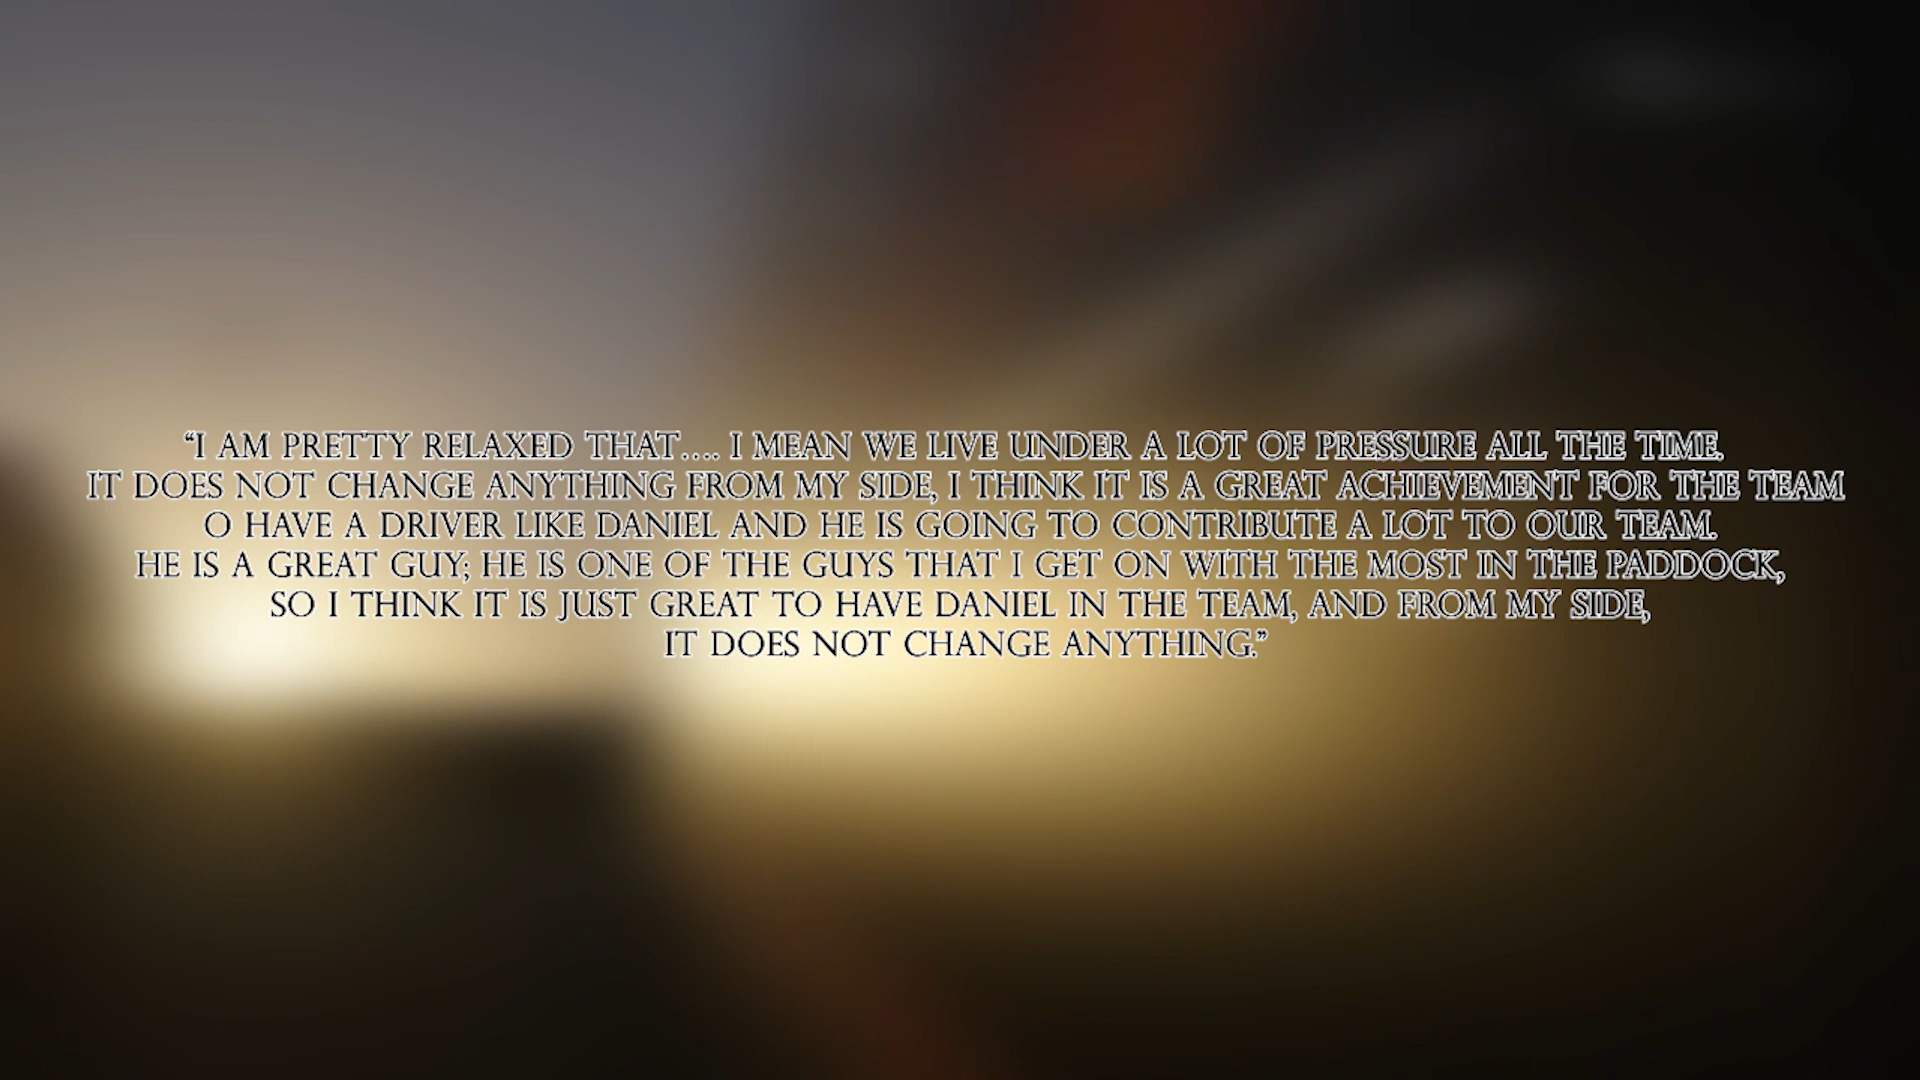 “I AM PRETTY RELAXED THAT.... I MEAN WE LIVE UNDER A LOT OF PRESSURE ALL THE TIME.
IT DOES NOT CHANGE ANYTHING FROM MY SIDE, I THINK IT IS A GREAT ACHIEVEMENT FOR THE TEAM
O HAVE A DRIVER LIKE DANIEL AND HE IS GOING TO CONTRIBUTE A LOT TO OUR TEAM.
HE IS A GREAT GUY; HE IS ONE OF THE GUYS THAT I GET ON WITH THE MOST IN THE PADDOCK,
SO I THINK IT IS JUST GREAT TO HAVE DANIEL IN THE TEAM, AND FROM MY SIDE,
IT DOES NOT CHANGE ANYTHING.”